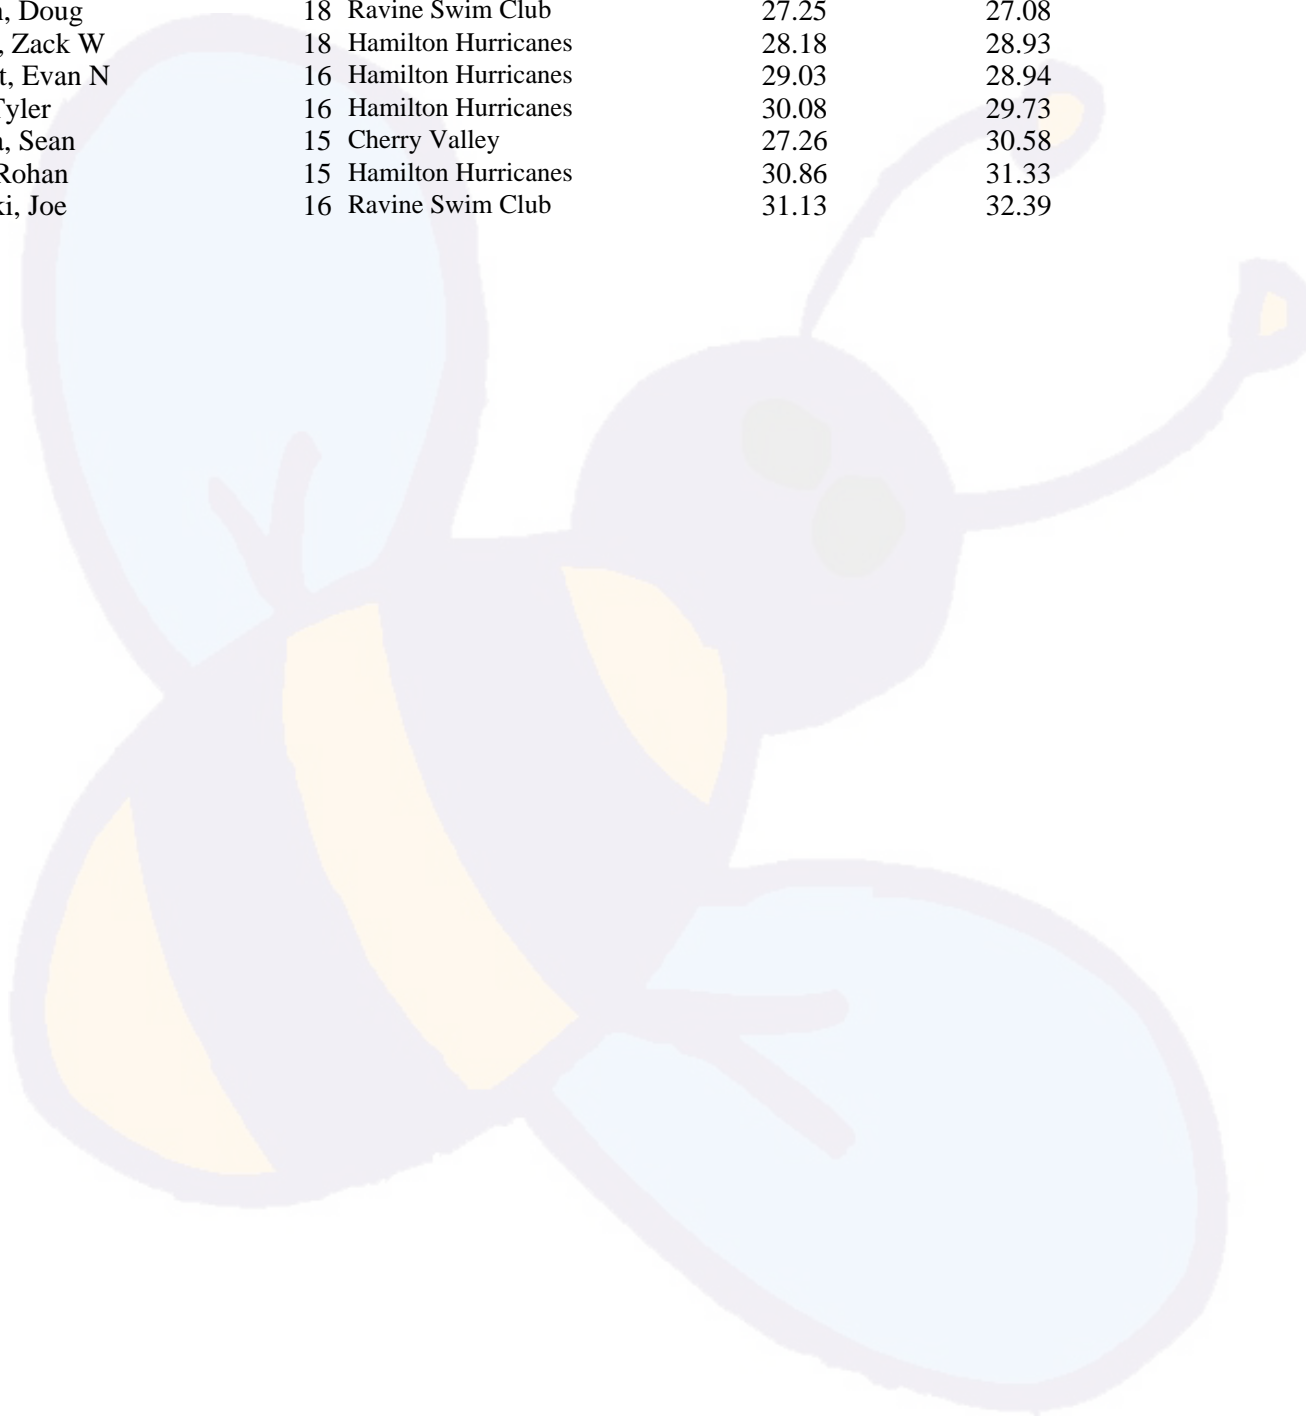 , Doug 18 Ravine Swim Club 27.25 27.08
, Zack W 18 Hamilton Hurricanes 28.18 28.93
t, Evan N 16 Hamilton Hurricanes 29.03 28.94
Tyler 16 Hamilton Hurricanes 30.08 29.73
, Sean 15 Cherry Valley 27.26 30.58
Rohan 15 Hamilton Hurricanes 30.86 31.33
ki, Joe 16 Ravine Swim Club 31.13 32.39